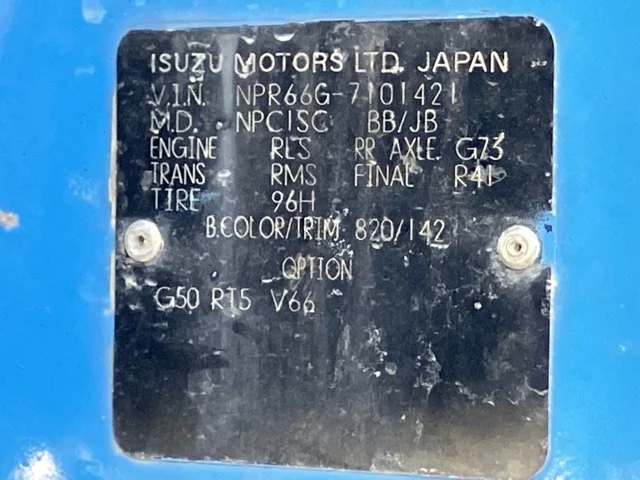 ISUZU MOTORS LTD. JAPAN
V.I.N. NPR66G-7101421
M.D. NPC1SC BB/JB
ENGINE RLS RR AXLE G73
TRANS RMS FINAL R41
TIRE 96H
B.COLOR/TRIM 820/142
OPTION
G50 RT5 V66